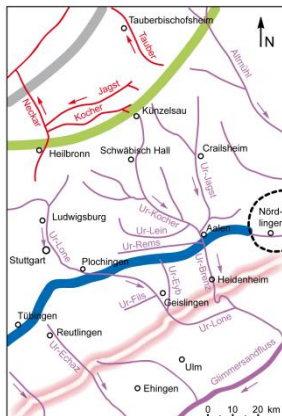 Tauberbischofsheim
N
Tauber
Altmühl
Neckar
Jagst
Kocher
Künzelsau
Heilbronn
Schwäbisch Hall
Crailsheim
Ur-Jagst
Ludwigsburg
Ur-Kocher
Ur-Lein
Ur-Rems
Aalen
Nörd-
lingen
Ur-Lone
Stuttgart
Plochingen
Ur-Eyb
Ur-Brenz
Heidenheim
Ur-Fils
Geislingen
Tübingen
Reutlingen
Ur-Lone
Ur-Echaz
Ulm
Ehingen
Glimmersandfluss
0 10 20 km